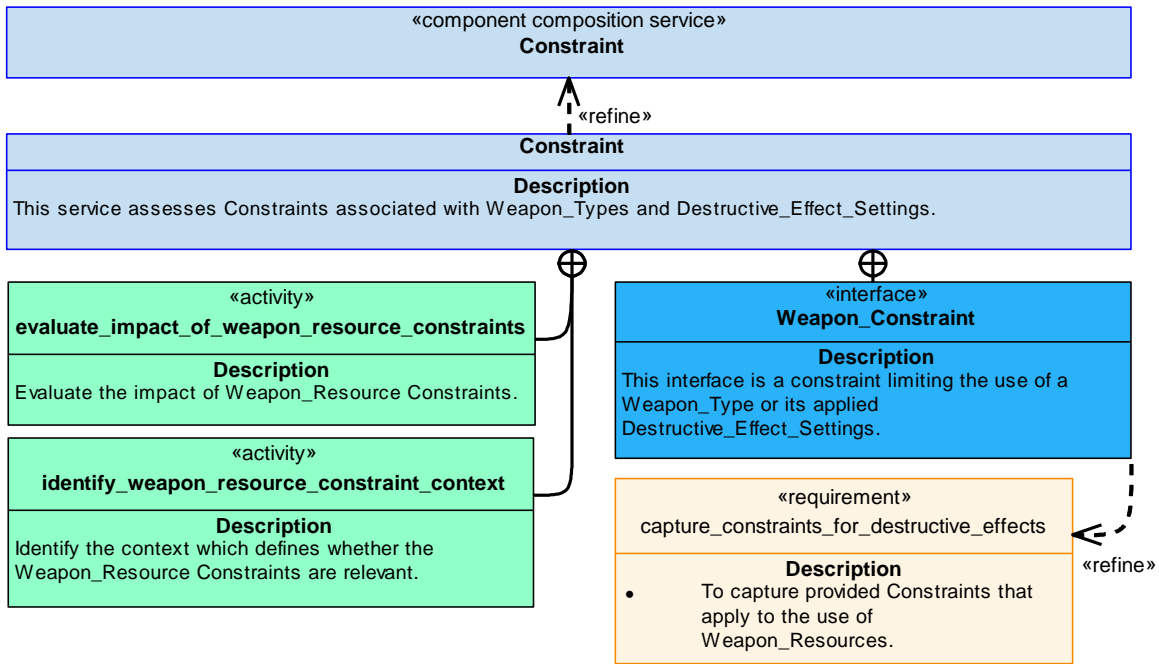 «component composition service»
Constraint
«refine»
Constraint
Description
This service assesses Constraints associated with Weapon_Types and Destructive_Effect_Settings.
«activity»
evaluate_impact_of_weapon_resource_constraints
Description
Evaluate the impact of Weapon_Resource Constraints.
«activity»
identify_weapon_resource_constraint_context
Description
Identify the context which defines whether the
Weapon_Resource Constraints are relevant.
«interface»
Weapon_Constraint
Description
This interface is a constraint limiting the use of a
Weapon_Type or its applied
Destructive_Effect_Settings.
«requirement»
capture_constraints_for_destructive_effects
Description
• To capture provided Constraints that
apply to the use of
Weapon_Resources.
«refine»